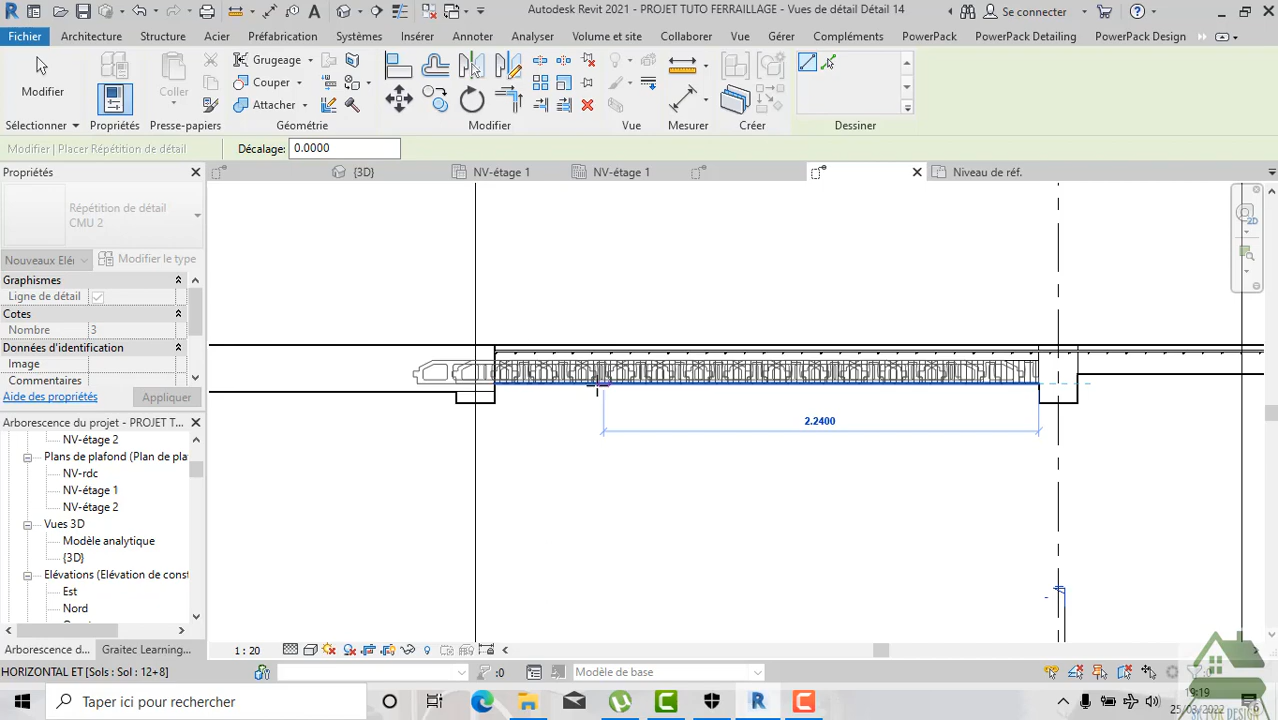 Autodesk Revit 2021 - PROJET TUTO FERRAILLAGE - Vues de détail Détail 14
Se connecter
Fichier Architecture Structure Acier Préfabrication Systèmes Insérer Annoter Analyser Volume et site Collaborer Vue Gérer Compléments PowerPack PowerPack Detailing PowerPack Design
Modifier
Coller
Grugeage
Couper
Attacher
Sélectionner Propriétés Presse-papiers Géométrie Modifier Vue Mesurer Créer Dessiner
Modifier | Placer Répétition de détail Décalage: 0.0000
Propriétés
{3D} NV-étage 1 NV-étage 1 Niveau de réf.
Répétition de détail
CMU 2
2D
Nouveaux Elé Modifier le type
Graphismes
Ligne de détail
Cotes
Nombre 3
Données d'identification
Image
Commentaires
Aide des propriétés Appliquer
2.2400
Arborescence du projet - PROJET T...
NV-étage 2
Plans de plafond (Plan de pla
NV-rdc
NV-étage 1
NV-étage 2
Vues 3D
Modèle analytique
{3D}
Elévations (Elévation de const
Est
Nord
Arborescence d... Graitec Learning...
1 : 20
HORIZONTAL ET [Sols : Sol : 12+8]
:0
Modèle de base
Taper ici pour rechercher
19:19
25/03/2022